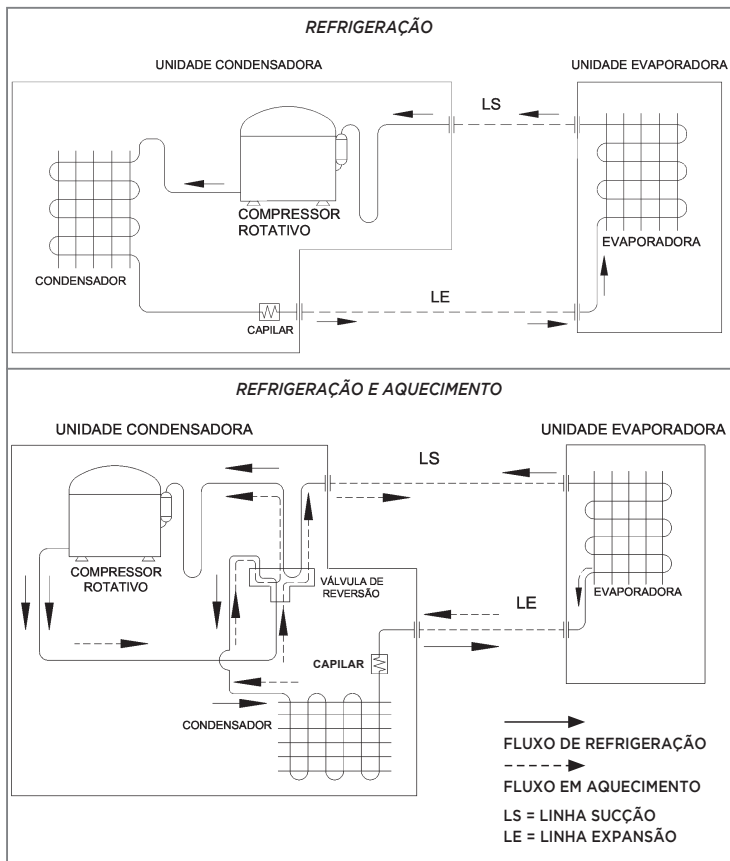 REFRIGERAÇÃO
UNIDADE CONDENSADORA
UNIDADE EVAPORADORA
LS
COMPRESSOR
ROTATIVO
EVAPORADORA
CONDENSADOR
LE
CAPILAR
REFRIGERAÇÃO E AQUECIMENTO
UNIDADE CONDENSADORA
UNIDADE EVAPORADORA
LS
COMPRESSOR
ROTATIVO
VÁLVULA DE
REVERSÃO
EVAPORADORA
LE
CAPILAR
CONDENSADOR
FLUXO DE REFRIGERAÇÃO
FLUXO EM AQUECIMENTO
LS = LINHA SUCÇÃO
LE = LINHA EXPANSÃO